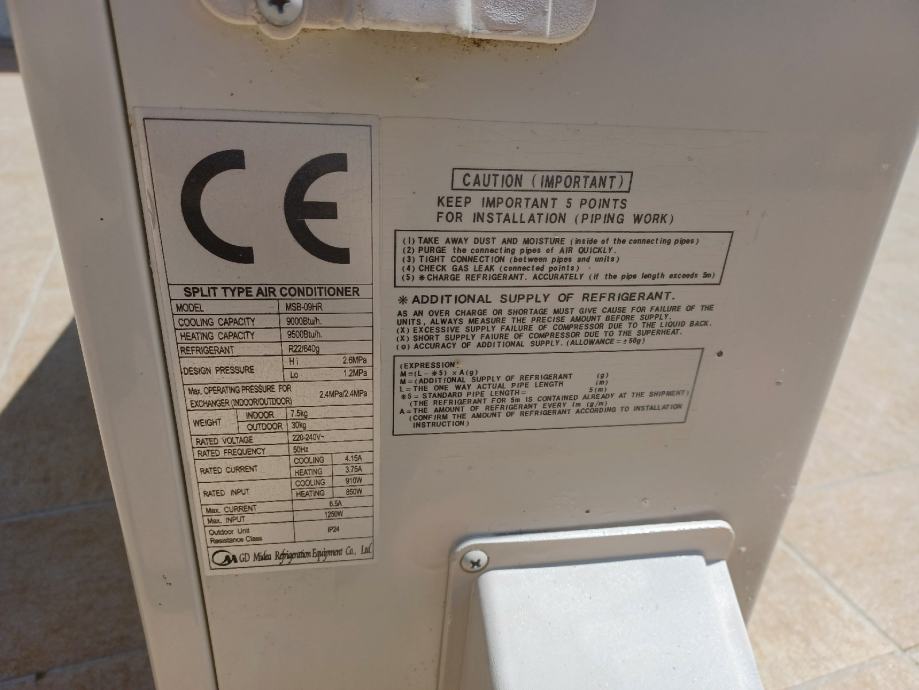 CE
SPLIT TYPE AIR CONDITIONER
MODEL MSB-09HR
COOLING CAPACITY 9000Btu/h.
HEATING CAPACITY 9500Btu/h.
REFRIGERANT R22/640g
DESIGN PRESSURE Hi 2.6MPa
Lo 1.2MPa
Max. OPERATING PRESSURE FOR
EXCHANGER (INDOOR/OUTDOOR) 2.4MPa/2.4MPa
WEIGHT INDOOR 7.5kg
OUTDOOR 30kg
RATED VOLTAGE 220-240V~
RATED FREQUENCY 50Hz
RATED CURRENT COOLING 4.15A
HEATING 3.75A
RATED INPUT COOLING 910W
HEATING 850W
Max. CURRENT 6.5A
Max. INPUT 1250W
Outdoor Unit
Resistance Class IP24
GD Midea Refrigeration Equipment Co., Ltd.
CAUTION (IMPORTANT)
KEEP IMPORTANT 5 POINTS
FOR INSTALLATION (PIPING WORK)
(1) TAKE AWAY DUST AND MOISTURE (inside of the connecting pipes)
(2) PURGE the connecting pipes of AIR QUICKLY.
(3) TIGHT CONNECTION (between pipes and units)
(4) CHECK GAS LEAK (connected points)
(5) ※CHARGE REFRIGERANT. ACCURATELY (if the pipe length exceeds 5m)
※ ADDITIONAL SUPPLY OF REFRIGERANT.
AS AN OVER CHARGE OR SHORTAGE MUST GIVE CAUSE FOR FAILURE OF THE
UNITS, ALWAYS MEASURE THE PRECISE AMOUNT BEFORE SUPPLY.
(X) EXCESSIVE SUPPLY FAILURE OF COMPRESSOR DUE TO THE LIQUID BACK.
(X) SHORT SUPPLY FAILURE OF COMPRESSOR DUE TO THE SUPERHEAT.
(o) ACCURACY OF ADDITIONAL SUPPLY. (ALLOWANCE = ±50g)
(EXPRESSION)
M=(L-※5) × A(g)
M=(ADDITIONAL SUPPLY OF REFRIGERANT (g)
L=THE ONE WAY ACTUAL PIPE LENGTH (m)
※5= STANDARD PIPE LENGTH= 5(m)
(THE REFRIGERANT FOR 5m IS CONTAINED ALREADY AT THE SHIPMENT)
A=THE AMOUNT OF REFRIGERANT EVERY 1m (g/m)
(CONFIRM THE AMOUNT OF REFRIGERANT ACCORDING TO INSTALLATION
INSTRUCTION)